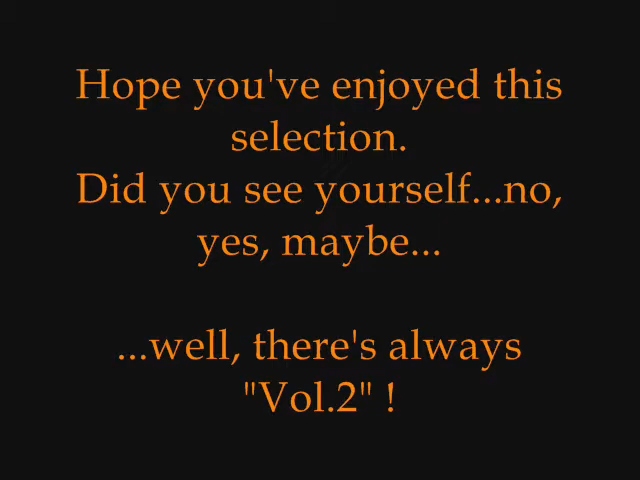 Hope you've enjoyed this
selection.
Did you see yourself...no,
yes, maybe...
...well, there's always
"Vol.2" !